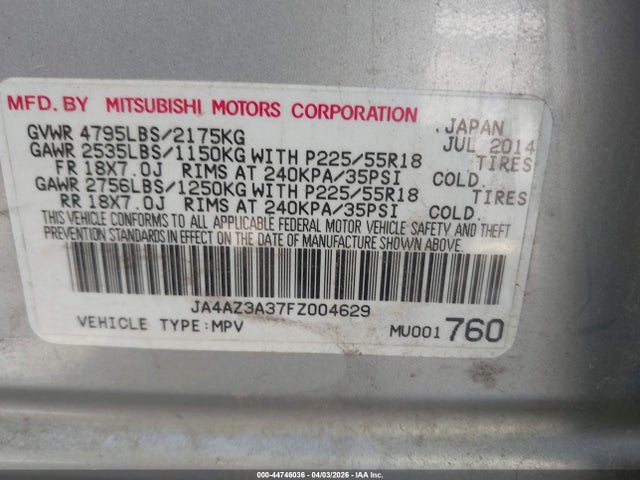 MFD. BY MITSUBISHI MOTORS CORPORATION
JAPAN
GVWR 4795LBS/2175KG JUL 2014
GAWR 2535LBS/1150KG WITH P225/55R18 TIRES
FR 18X7.0J RIMS AT 240KPA/35PSI COLD.
GAWR 2756LBS/1250KG WITH P225/55R18 TIRES
RR 18X7.0J RIMS AT 240KPA/35PSI COLD.
THIS VEHICLE CONFORMS TO ALL APPLICABLE FEDERAL MOTOR VEHICLE SAFETY AND THEFT
PREVENTION STANDARDS IN EFFECT ON THE DATE OF MANUFACTURE SHOWN ABOVE.
JA4AZ3A37FZ004629
VEHICLE TYPE:MPV MU001 760
000-44746036 - 04/03/2026 - IAA Inc.